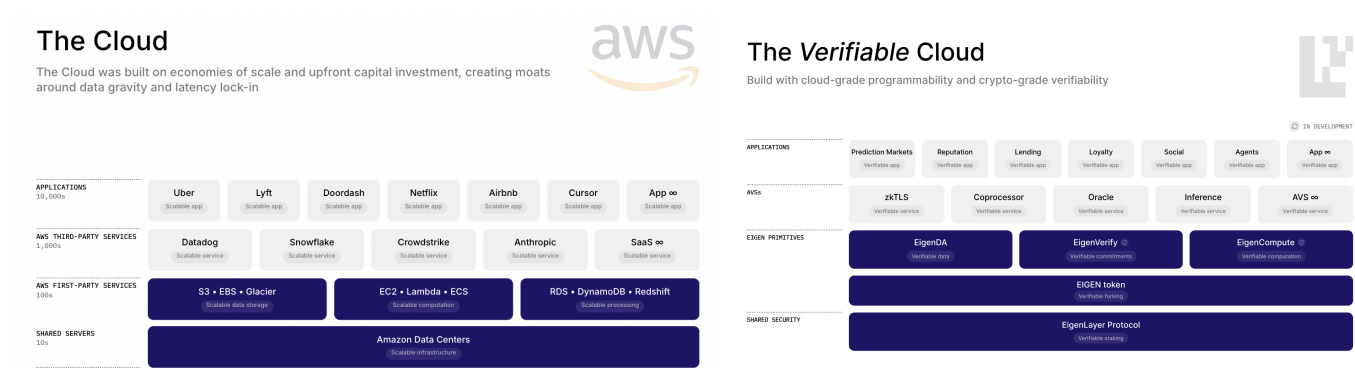 The Cloud
aws
The Cloud was built on economies of scale and upfront capital investment, creating moats
around data gravity and latency lock-in
APPLICATIONS
10,000s
Uber
Scalable app
Lyft
Scalable app
Doordash
Scalable app
Netflix
Scalable app
Airbnb
Scalable app
Cursor
Scalable app
App ∞
Scalable app
AWS THIRD-PARTY SERVICES
1,000s
Datadog
Scalable service
Snowflake
Scalable service
Crowdstrike
Scalable service
Anthropic
Scalable service
SaaS ∞
Scalable service
AWS FIRST-PARTY SERVICES
100s
S3 • EBS • Glacier
Scalable data storage
EC2 • Lambda • ECS
Scalable computation
RDS • DynamoDB • Redshift
Scalable processing
SHARED SERVERS
10s
Amazon Data Centers
Scalable infrastructure
The Verifiable Cloud
Build with cloud-grade programmability and crypto-grade verifiability
IN DEVELOPMENT
APPLICATIONS
Prediction Markets
Verifiable app
Reputation
Verifiable app
Lending
Verifiable app
Loyalty
Verifiable app
Social
Verifiable app
Agents
Verifiable app
App ∞
Verifiable app
AVSs
zkTLS
Verifiable service
Coprocessor
Verifiable service
Oracle
Verifiable service
Inference
Verifiable service
AVS ∞
Verifiable service
EIGEN PRIMITIVES
EigenDA
Verifiable data
EigenVerify
Verifiable commitments
EigenCompute
Verifiable computation
EIGEN token
Verifiable forking
SHARED SECURITY
EigenLayer Protocol
Verifiable staking